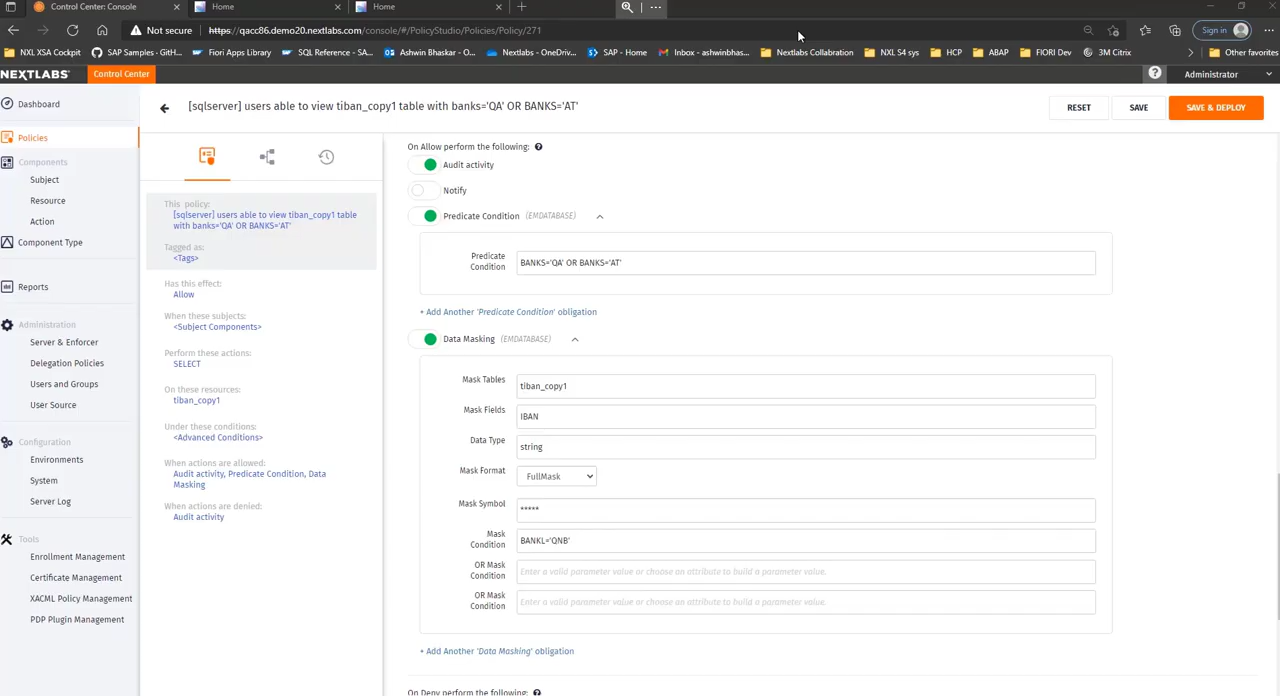 Control Center: Console
Home
Home
Not secure
https://qacc86.demo20.nextlabs.com/console/#/PolicyStudio/Policies/Policy/271
Sign in
NXL XSA Cockpit
SAP Samples - GitH...
Fiori Apps Library
SQL Reference - SA...
Ashwin Bhaskar - O...
Nextlabs - OneDriv...
SAP - Home
Inbox - ashwinbhas...
Nextlabs Collabration
NXL S4 sys
HCP
ABAP
FIORI Dev
3M Citrix
Other favorites
NEXTLABS
Control Center
Administrator
Dashboard
Policies
Components
Subject
Resource
Action
Component Type
Reports
Administration
Server & Enforcer
Delegation Policies
Users and Groups
User Source
Configuration
Environments
System
Server Log
Tools
Enrollment Management
Certificate Management
XACML Policy Management
PDP Plugin Management
[sqlserver] users able to view tiban_copy1 table with banks='QA' OR BANKS='AT'
RESET
SAVE
SAVE & DEPLOY
This policy:
[sqlserver] users able to view tiban_copy1 table
with banks='QA' OR BANKS='AT'
Tagged as:
<Tags>
Has this effect:
Allow
When these subjects:
<Subject Components>
Perform these actions:
SELECT
On these resources:
tiban_copy1
Under these conditions:
<Advanced Conditions>
When actions are allowed:
Audit activity, Predicate Condition, Data
Masking
When actions are denied:
Audit activity
On Allow perform the following:
Audit activity
Notify
Predicate Condition (EMDATABASE)
Predicate
Condition
BANKS='QA' OR BANKS='AT'
+ Add Another 'Predicate Condition' obligation
Data Masking (EMDATABASE)
Mask Tables
tiban_copy1
Mask Fields
IBAN
Data Type
string
Mask Format
FullMask
Mask Symbol
*****
Mask
Condition
BANKL='QNB'
OR Mask
Condition
Enter a valid parameter value or choose an attribute to build a parameter value.
OR Mask
Condition
Enter a valid parameter value or choose an attribute to build a parameter value.
+ Add Another 'Data Masking' obligation
On Deny perform the following: